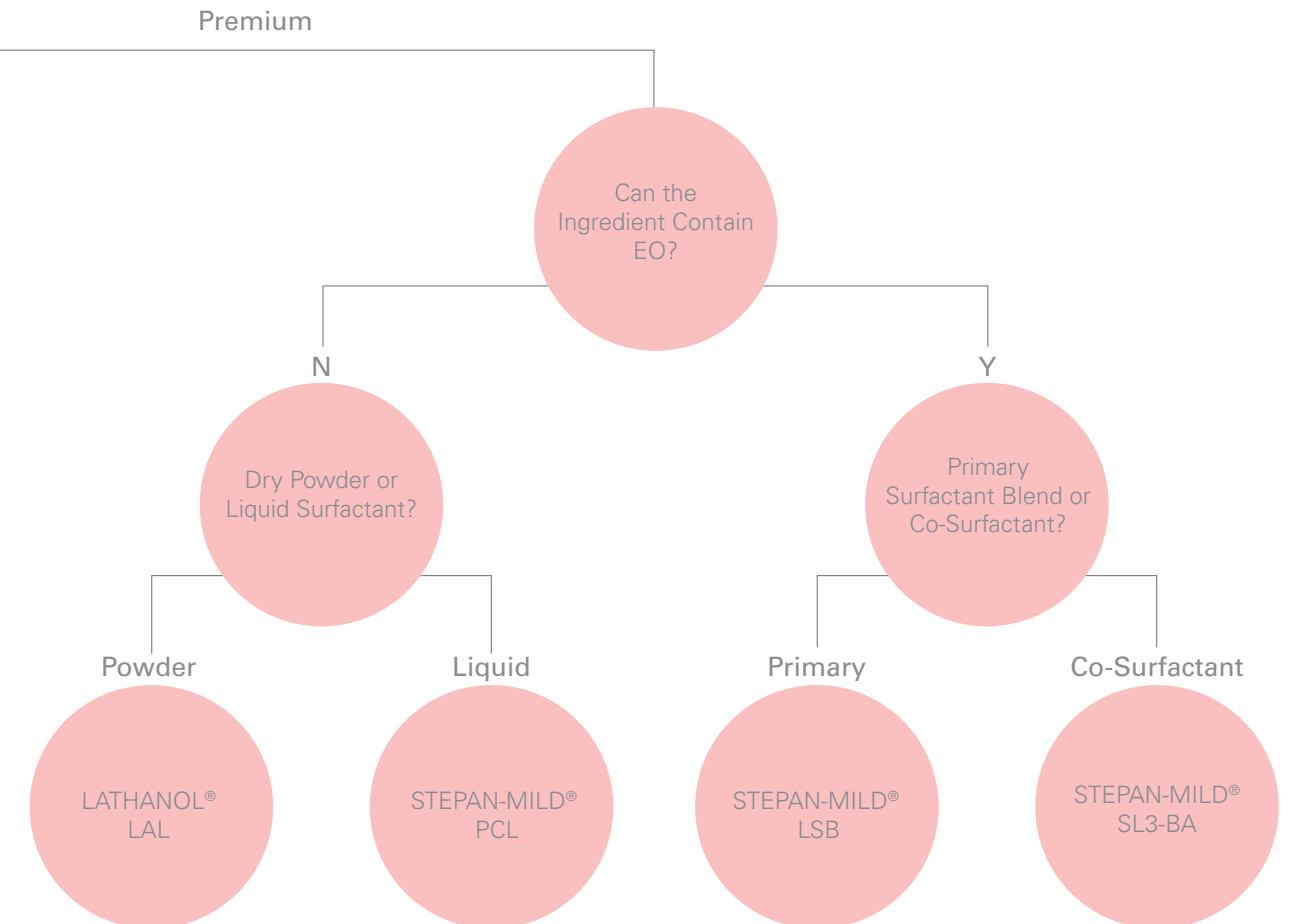 Premium
Can the
Ingredient Contain
EO?
N
Y
Dry Powder or
Liquid Surfactant?
Primary
Surfactant Blend or
Co-Surfactant?
Powder
Liquid
Primary
Co-Surfactant
LATHANOL®
LAL
STEPAN-MILD®
PCL
STEPAN-MILD®
LSB
STEPAN-MILD®
SL3-BA